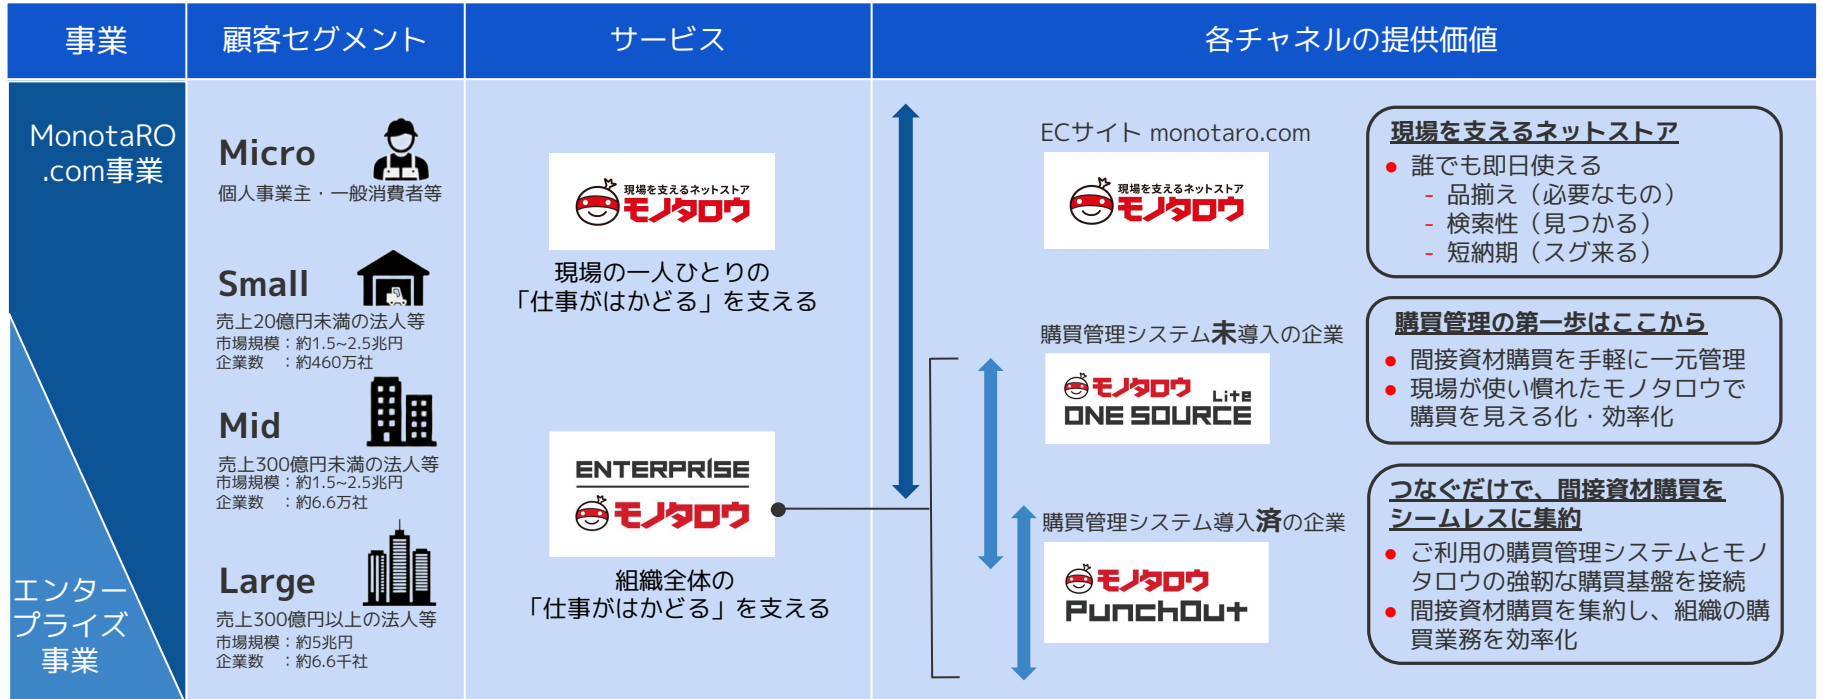 事業
顧客セグメント
サービス
各チャネルの提供価値
MonotaRO
.com事業
エンター
プライズ
事業
Micro
個人事業主・一般消費者等
Small
売上20億円未満の法人等
市場規模：約1.5~2.5兆円
企業数　：約460万社
Mid
売上300億円未満の法人等
市場規模：約1.5~2.5兆円
企業数　：約6.6万社
Large
売上300億円以上の法人等
市場規模：約5兆円
企業数　：約6.6千社
現場を支えるネットストア
モノタロウ
現場の一人ひとりの
「仕事がはかどる」を支える
ENTERPRISE
モノタロウ
組織全体の
「仕事がはかどる」を支える
ECサイト monotaro.com
現場を支えるネットストア
モノタロウ
現場を支えるネットストア
● 誰でも即日使える
- 品揃え（必要なもの）
- 検索性（見つかる）
- 短納期（スグ来る）
購買管理システム未導入の企業
モノタロウ Lite
ONE SOURCE
購買管理の第一歩はここから
● 間接資材購買を手軽に一元管理
● 現場が使い慣れたモノタロウで
購買を見える化・効率化
購買管理システム導入済の企業
モノタロウ
PunchOut
つなぐだけで、間接資材購買を
シームレスに集約
● ご利用の購買管理システムとモノ
タロウの強靭な購買基盤を接続
● 間接資材購買を集約し、組織の購
買業務を効率化